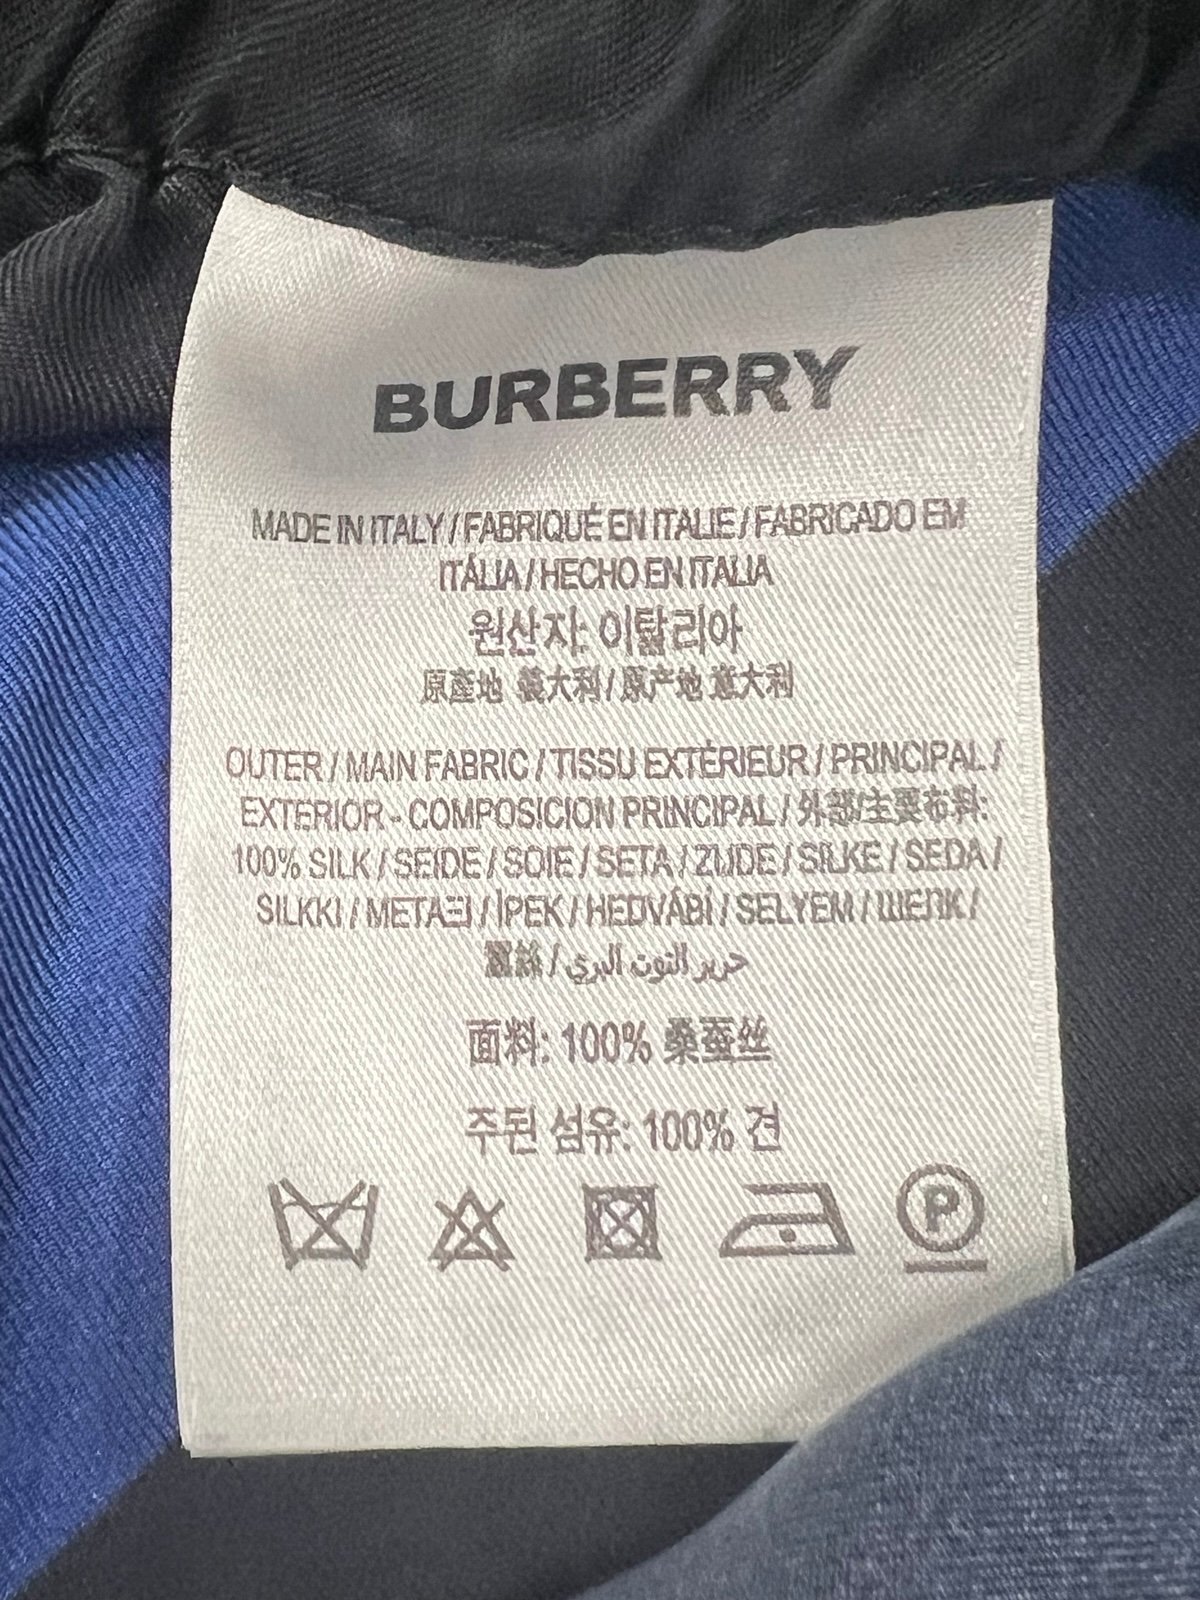 BURBERRY
MADE IN ITALY / FABRIQUÉ EN ITALIE / FABRICADO EM
ITÁLIA / HECHO EN ITALIA
원산지: 이탈리아
原產地 義大利 / 原产地 意大利
OUTER / MAIN FABRIC / TISSU EXTÉRIEUR / PRINCIPAL /
EXTERIOR - COMPOSICION PRINCIPAL / 外部/主要布料:
100% SILK / SEIDE / SOIE / SETA / ZIJDE / SILKE / SEDA /
SILKKI / ΜΕΤΑΞΙ / İPEK / HEDVÁBÍ / SELYEM / ШЕЛК /
蠶絲 / حرير التوت البري
面料: 100% 桑蚕丝
주된 섬유: 100% 견
P